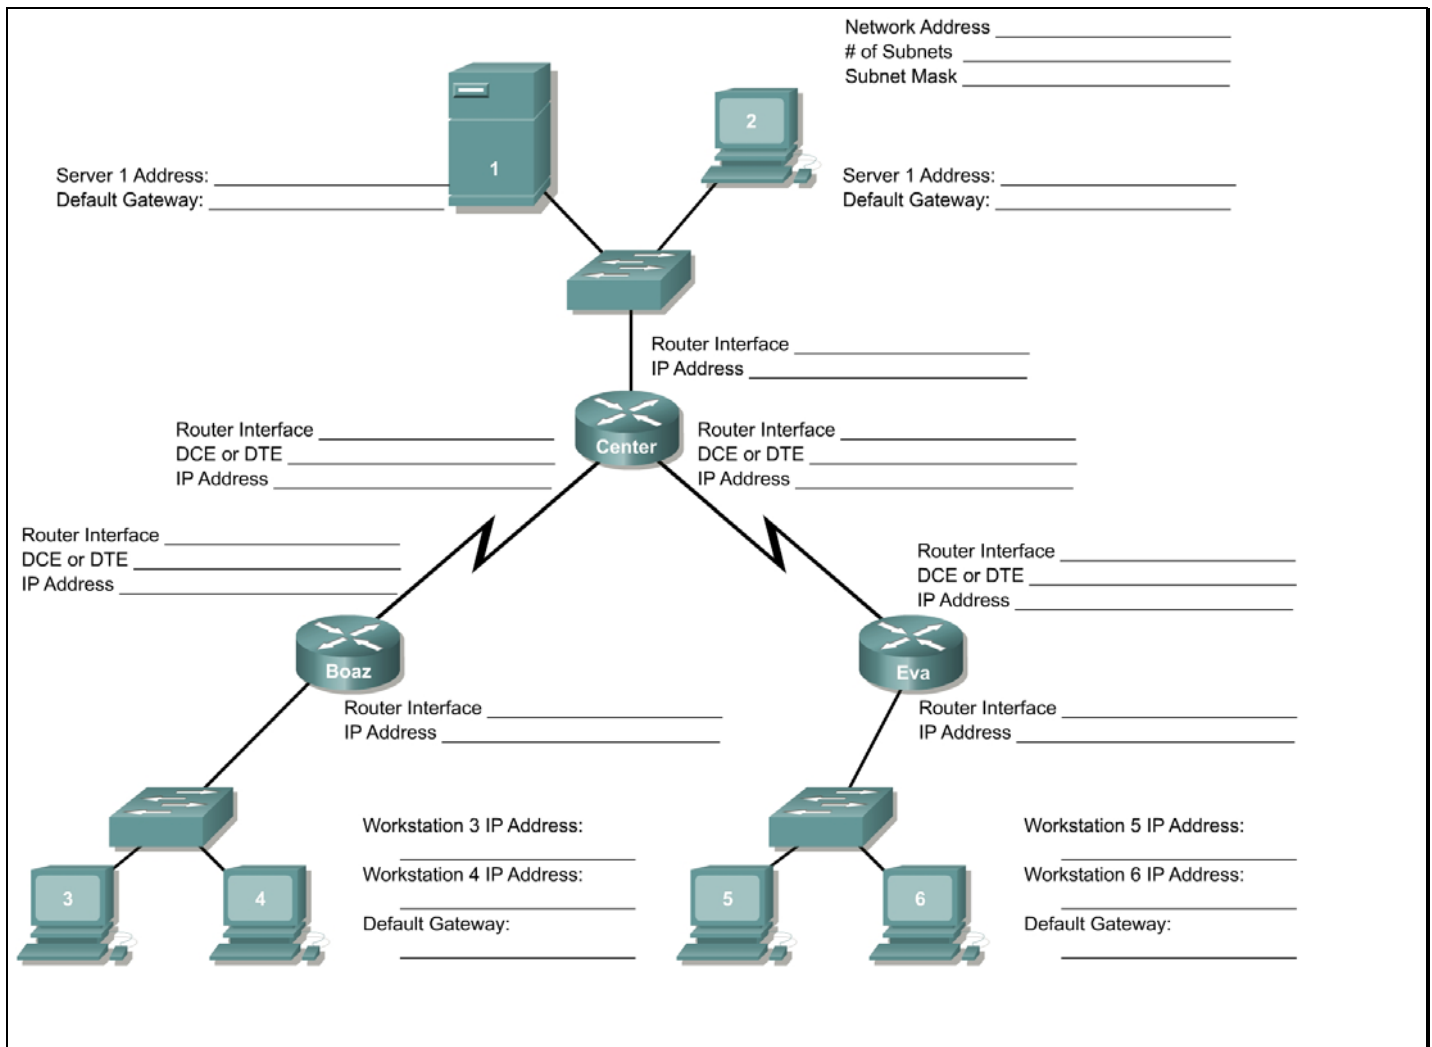 Network Address
# of Subnets
Subnet Mask
2
1
Server 1 Address:
Default Gateway:
Server 1 Address:
Default Gateway:
Router Interface
IP Address
Center
Router Interface
DCE or DTE
IP Address
Router Interface
DCE or DTE
IP Address
Router Interface
DCE or DTE
IP Address
Router Interface
DCE or DTE
IP Address
Boaz
Eva
Router Interface
IP Address
Router Interface
IP Address
Workstation 3 IP Address:
Workstation 4 IP Address:
Default Gateway:
Workstation 5 IP Address:
Workstation 6 IP Address:
Default Gateway:
3
4
5
6